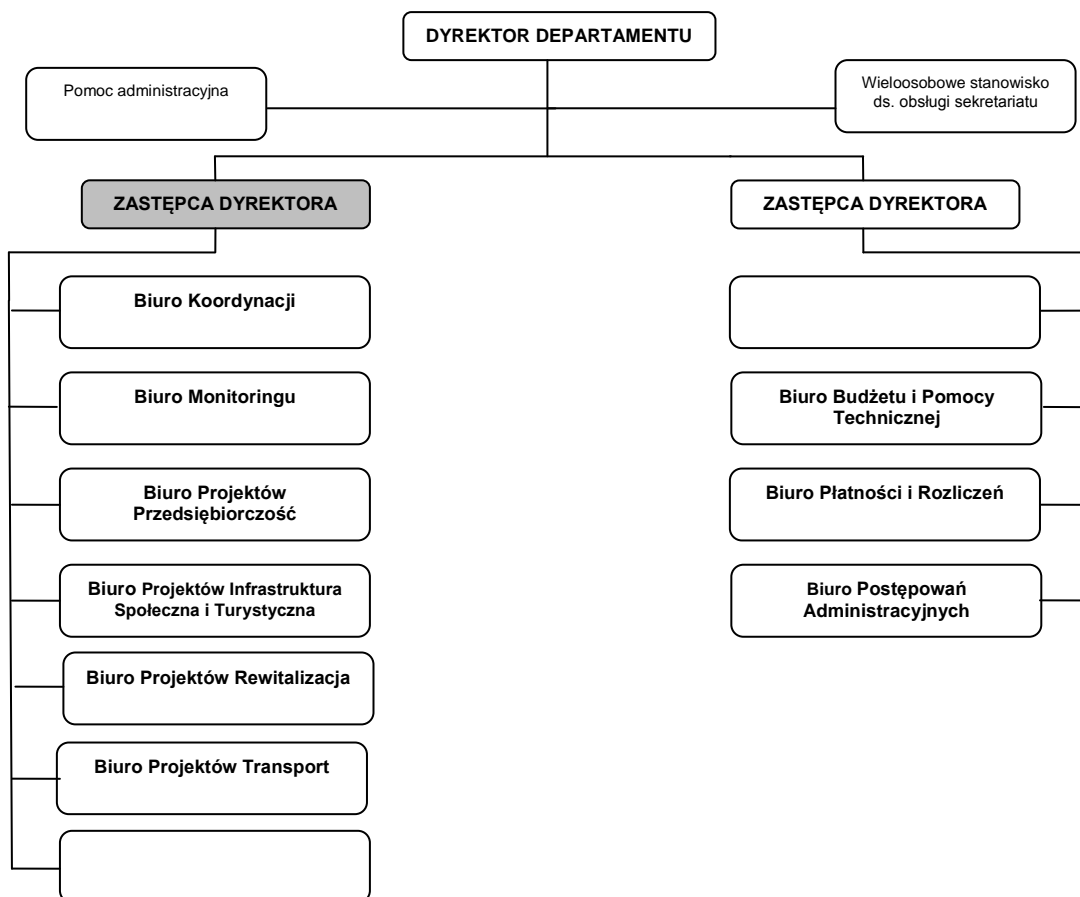 DYREKTOR DEPARTAMENTU
Pomoc administracyjna
Wieloosobowe stanowisko
ds. obsługi sekretariatu
ZASTĘPCA DYREKTORA
ZASTĘPCA DYREKTORA
Biuro Koordynacji
Biuro Monitoringu
Biuro Projektów
Przedsiębiorczość
Biuro Projektów Infrastruktura
Społeczna i Turystyczna
Biuro Projektów Rewitalizacja
Biuro Projektów Transport
Biuro Budżetu i Pomocy
Technicznej
Biuro Płatności i Rozliczeń
Biuro Postępowań
Administracyjnych